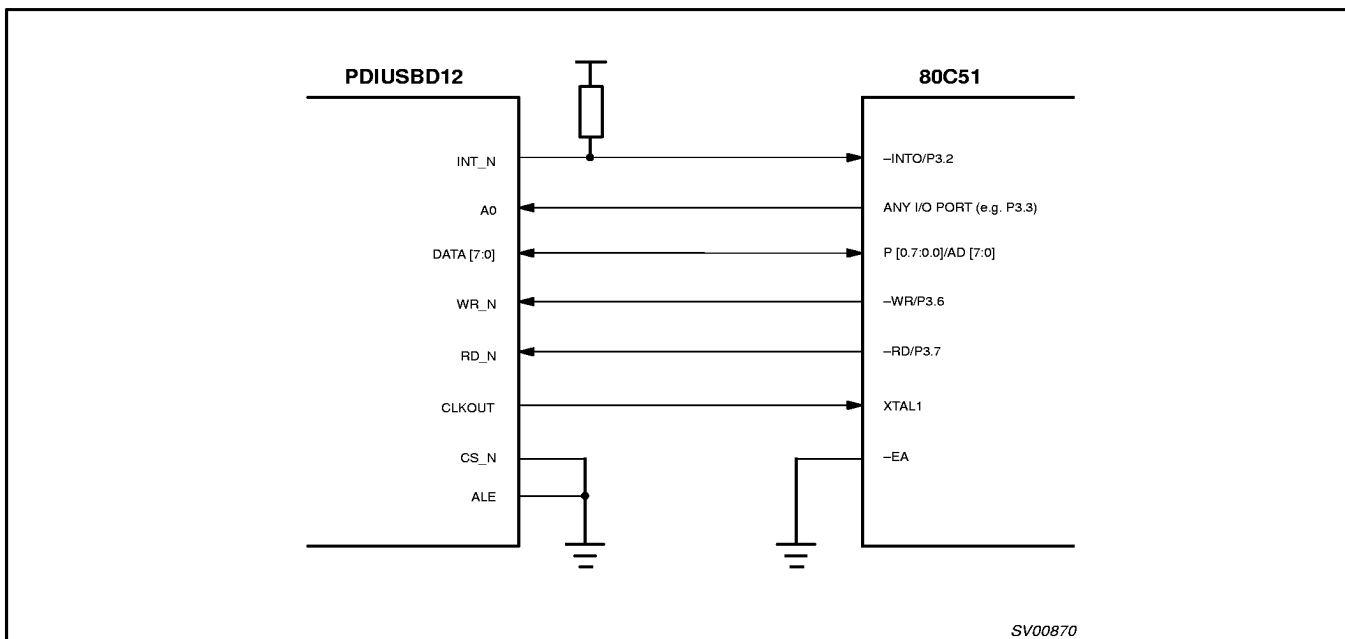 PDIUSBD12
80C51
INT_N
–INTO/P3.2
A0
ANY I/O PORT (e.g. P3.3)
DATA [7:0]
P [0.7:0.0]/AD [7:0]
WR_N
–WR/P3.6
RD_N
–RD/P3.7
CLKOUT
XTAL1
CS_N
–EA
ALE
SV00870